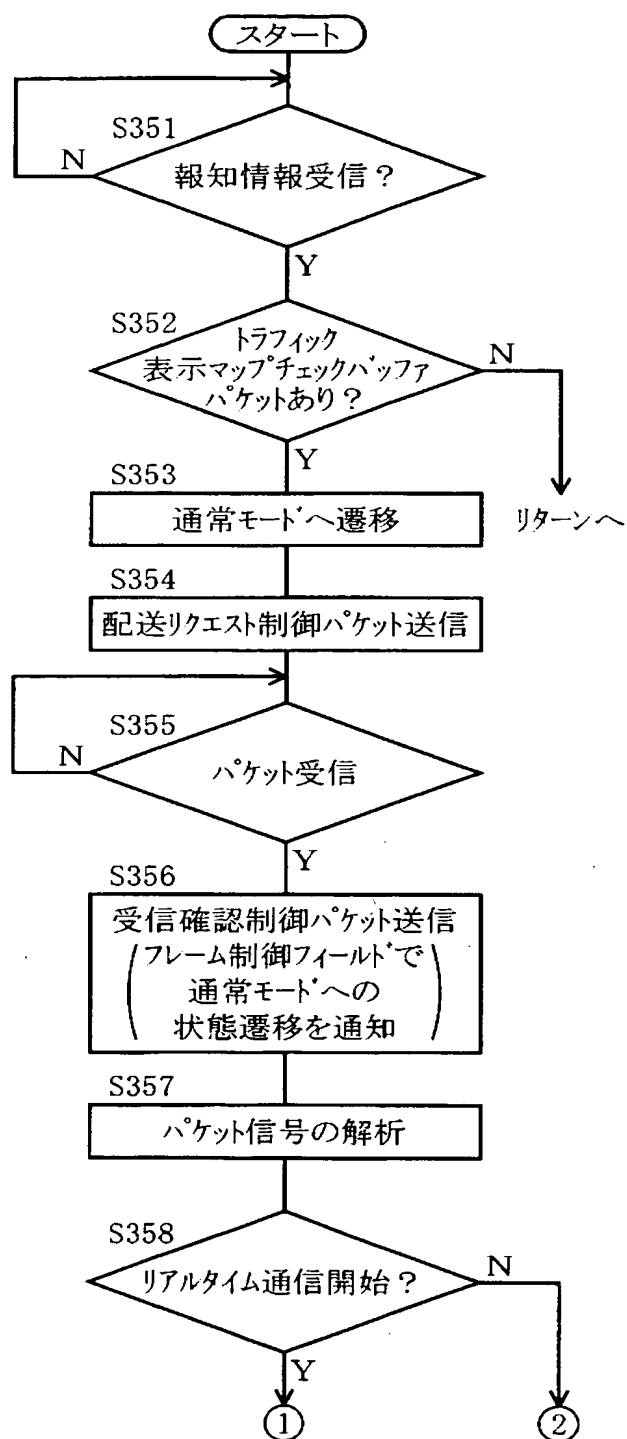 スタート
S351
N
報知情報受信?
Y
S352
トラフィック
表示マップチェックバッファ
パケットあり?
N
Y
S353
通常モードへ遷移
リターンへ
S354
配送リクエスト制御パケット送信
S355
N
パケット受信
Y
S356
受信確認制御パケット送信
(フレーム制御フィールドで
通常モードへの
状態遷移を通知)
S357
パケット信号の解析
S358
リアルタイム通信開始?
N
Y
①
②